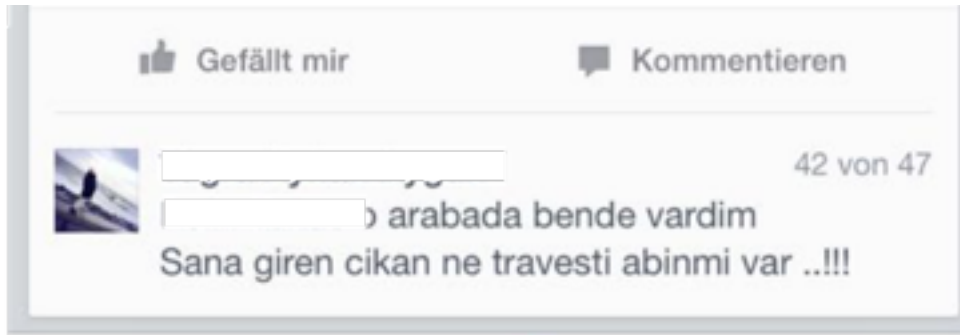 Gefällt mir
Kommentieren
42 von 47
o arabada bende vardim
Sana giren cikan ne travesti abinmi var ..!!!